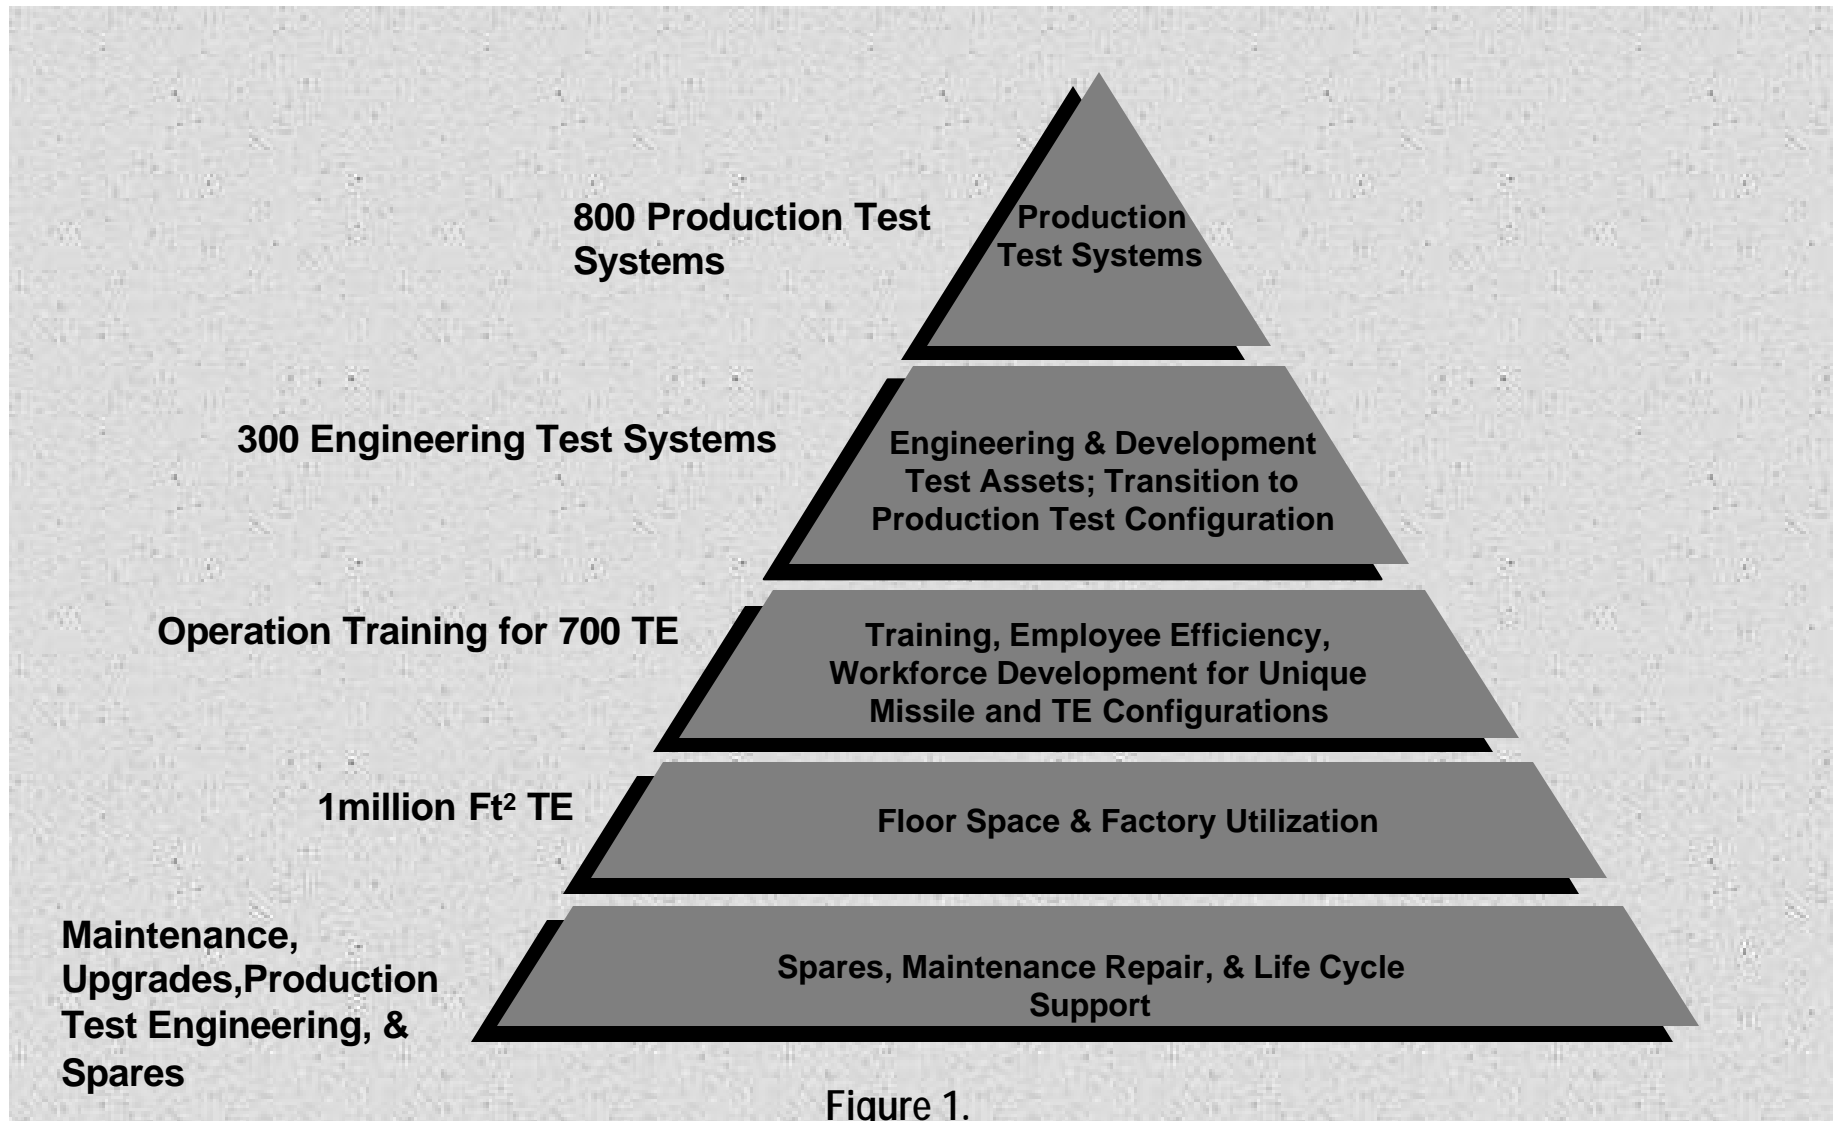 800 Production Test
Systems
Production
Test Systems
300 Engineering Test Systems
Engineering & Development
Test Assets; Transition to
Production Test Configuration
Operation Training for 700 TE
Training, Employee Efficiency,
Workforce Development for Unique
Missile and TE Configurations
1million Ft² TE
Floor Space & Factory Utilization
Maintenance,
Upgrades,Production
Test Engineering, &
Spares
Spares, Maintenance Repair, & Life Cycle
Support
Figure 1.